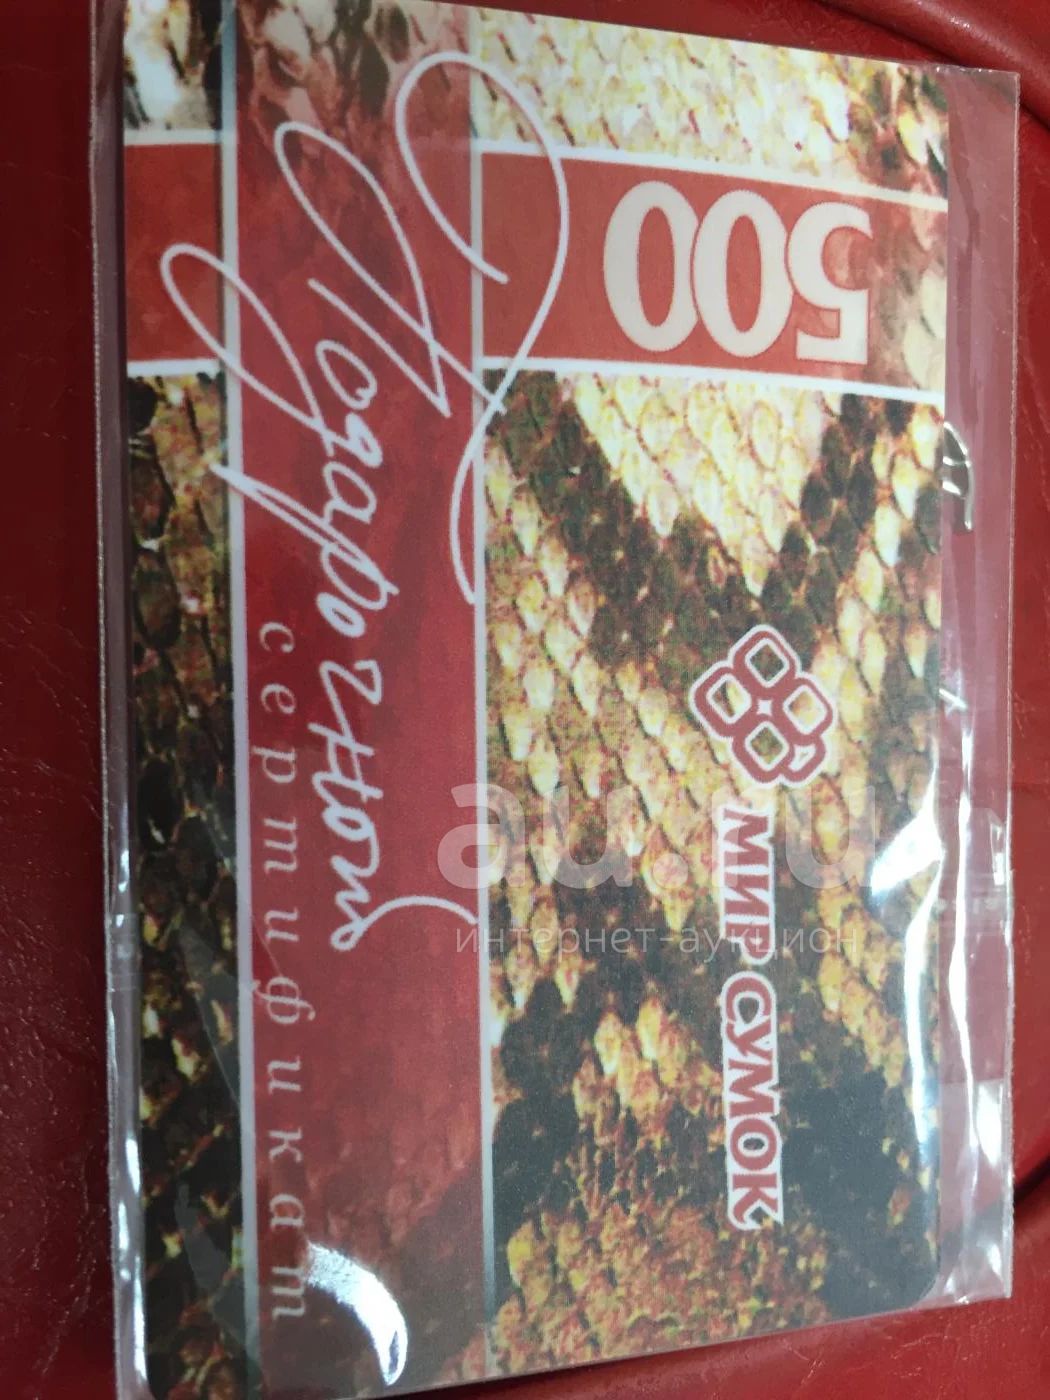 500
МИР СУМОК
Подарочный
сертификат
au.ru
интернет-аукцион